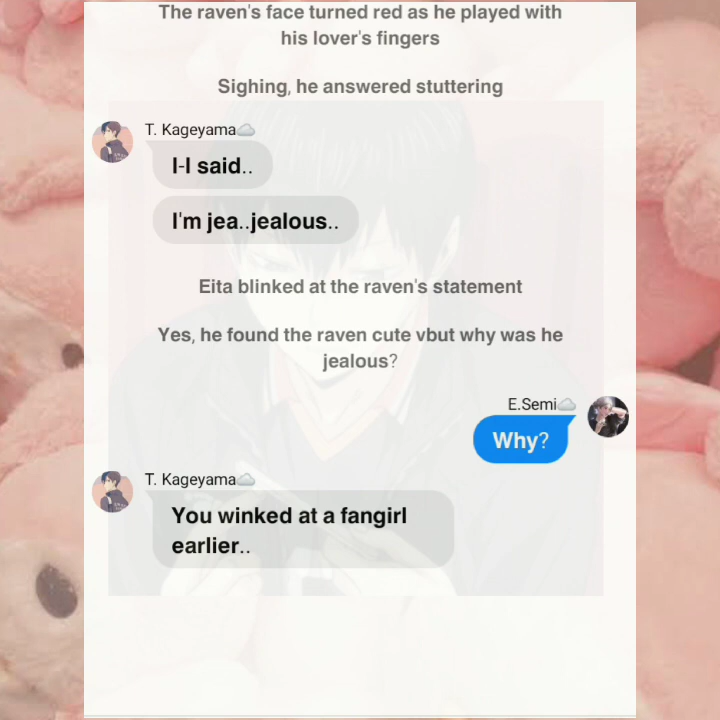 The raven's face turned red as he played with
his lover's fingers
Sighing, he answered stuttering
T. Kageyama☁️
I-I said..
I'm jea..jealous..
Eita blinked at the raven's statement
Yes, he found the raven cute vbut why was he
jealous?
E.Semi☁️
Why?
T. Kageyama☁️
You winked at a fangirl
earlier..